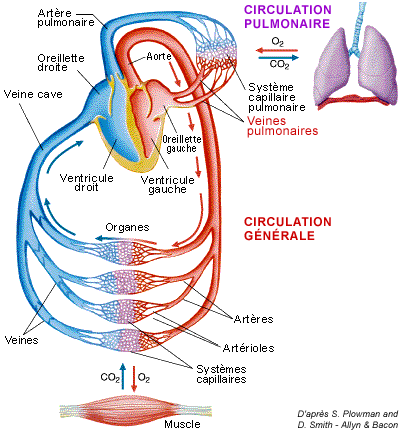 Artère
pulmonaire
CIRCULATION
PULMONAIRE
Oreillette
droite
Aorte
O2
CO2
Veine cave
Système
capillaire
pulmonaire
Veines
pulmonaires
Oreillette
gauche
Ventricule
droit
Ventricule
gauche
Organes
CIRCULATION
GÉNÉRALE
Artères
Veines
Artérioles
Systèmes
capillaires
CO2
O2
Muscle
D'après S. Plowman and
D. Smith - Allyn & Bacon